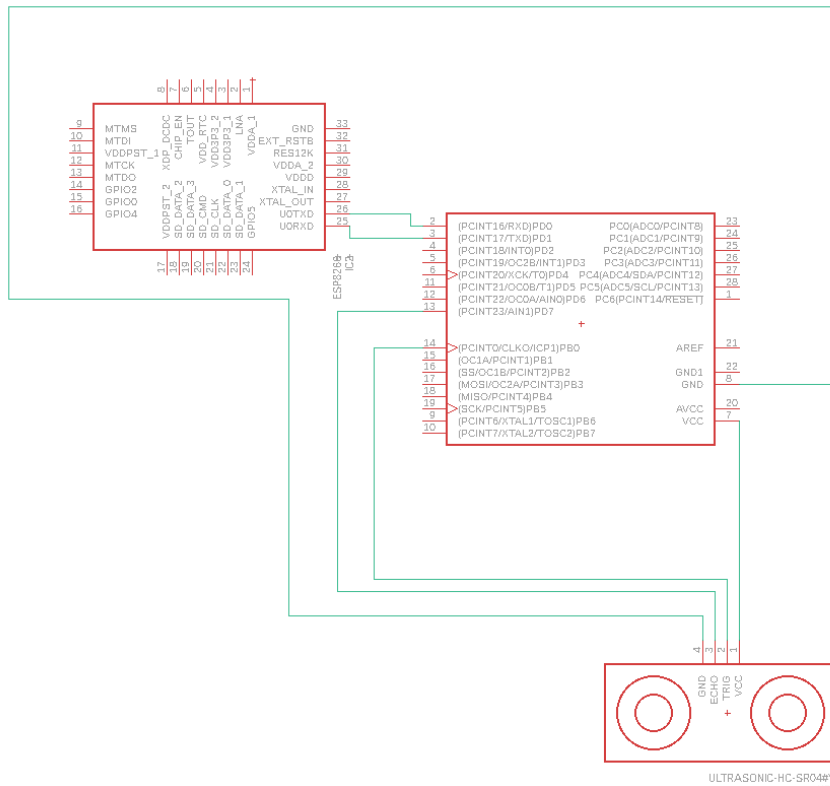 8
7
6
5
4
3
2
1
XDP_DCDC
CHIP_EN
TOUT
VDD_RTC
VDD3P3_2
VDD3P3_1
LNA
VDDA_1
9 MTMS
10 MTDI
11 VDDPST_1
12 MTCK
13 MTDO
14 GPIO2
15 GPIO0
16 GPIO4
GND 33
EXT_RSTB 32
RES12K 31
VDDA_2 30
VDDD 29
XTAL_IN 28
XTAL_OUT 27
U0TXD 26
U0RXD 25
VDDPST_2
SD_DATA_2
SD_DATA_3
SD_CMD
SD_CLK
SD_DATA_0
SD_DATA_1
GPIO5
17
18
19
20
21
22
23
24
IC2
2 (PCINT16/RXD)PD0
3 (PCINT17/TXD)PD1
4 (PCINT18/INT0)PD2
5 (PCINT19/OC2B/INT1)PD3
6 (PCINT20/XCK/T0)PD4
11 (PCINT21/OC0B/T1)PD5
12 (PCINT22/OC0A/AIN0)PD6
13 (PCINT23/AIN1)PD7
14 (PCINT0/CLKO/ICP1)PB0
15 (OC1A/PCINT1)PB1
16 (SS/OC1B/PCINT2)PB2
17 (MOSI/OC2A/PCINT3)PB3
18 (MISO/PCINT4)PB4
19 (SCK/PCINT5)PB5
9 (PCINT6/XTAL1/TOSC1)PB6
10 (PCINT7/XTAL2/TOSC2)PB7
PC0(ADC0/PCINT8) 23
PC1(ADC1/PCINT9) 24
PC2(ADC2/PCINT10) 25
PC3(ADC3/PCINT11) 26
PC4(ADC4/SDA/PCINT12) 27
PC5(ADC5/SCL/PCINT13) 28
PC6(PCINT14/RESET) 1
AREF 21
GND1 22
GND 8
AVCC 20
VCC 7
4
3
2
1
GND
ECHO
TRIG
VCC
ULTRASONIC-HC-SR04#